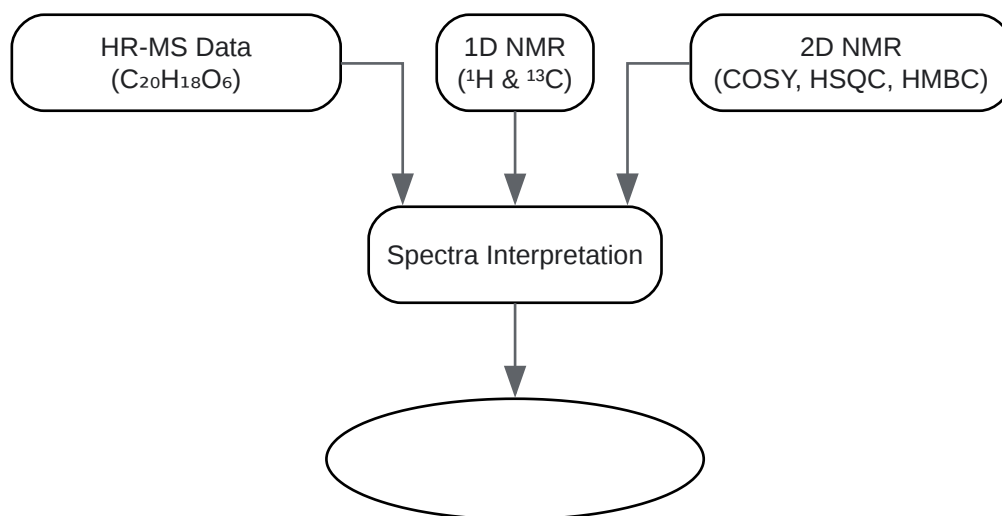 HR-MS Data
(C₂₀H₁₈O₆)
1D NMR
(¹H & ¹³C)
2D NMR
(COSY, HSQC, HMBC)
Spectra Interpretation